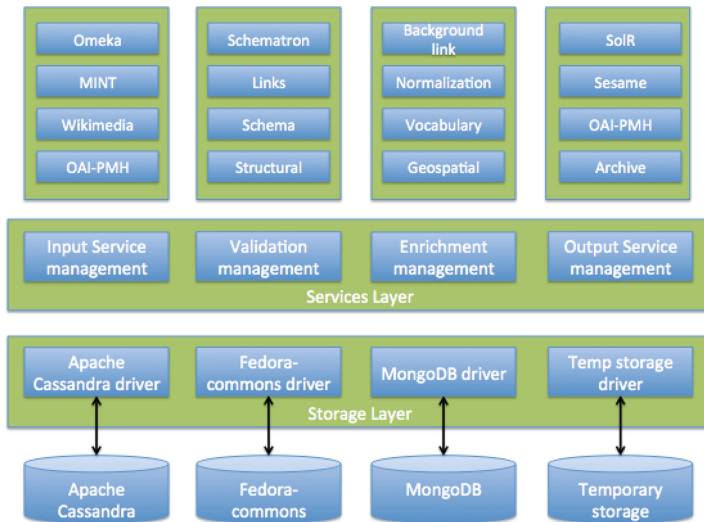 Omeka
MINT
Wikimedia
OAI-PMH
Schematron
Links
Schema
Structural
Background
link
Normalization
Vocabulary
Geospatial
SolR
Sesame
OAI-PMH
Archive
Input Service
management
Validation
management
Enrichment
management
Output Service
management
Services Layer
Apache
Cassandra driver
Fedora-
commons driver
MongoDB driver
Temp storage
driver
Storage Layer
Apache
Cassandra
Fedora-
commons
MongoDB
Temporary
storage